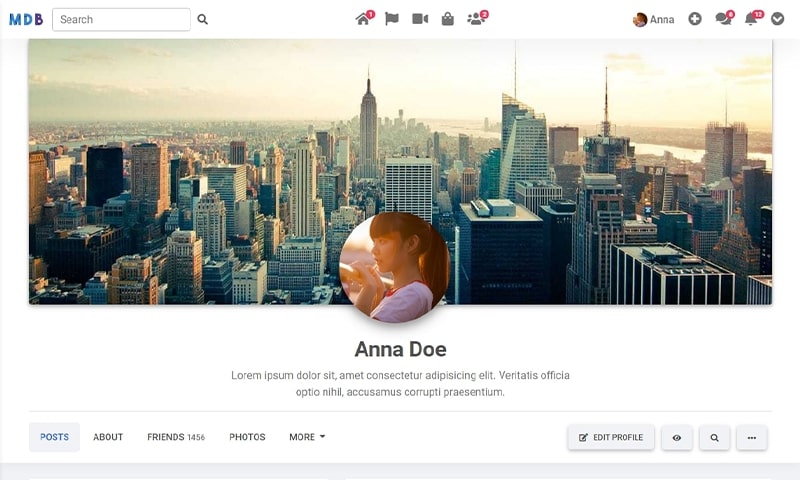 MDB
Search
1
2
Anna
6
12
Anna Doe
Lorem ipsum dolor sit, amet consectetur adipisicing elit. Veritatis officia
optio nihil, accusamus corrupti praesentium.
POSTS
ABOUT
FRIENDS 1456
PHOTOS
MORE
EDIT PROFILE